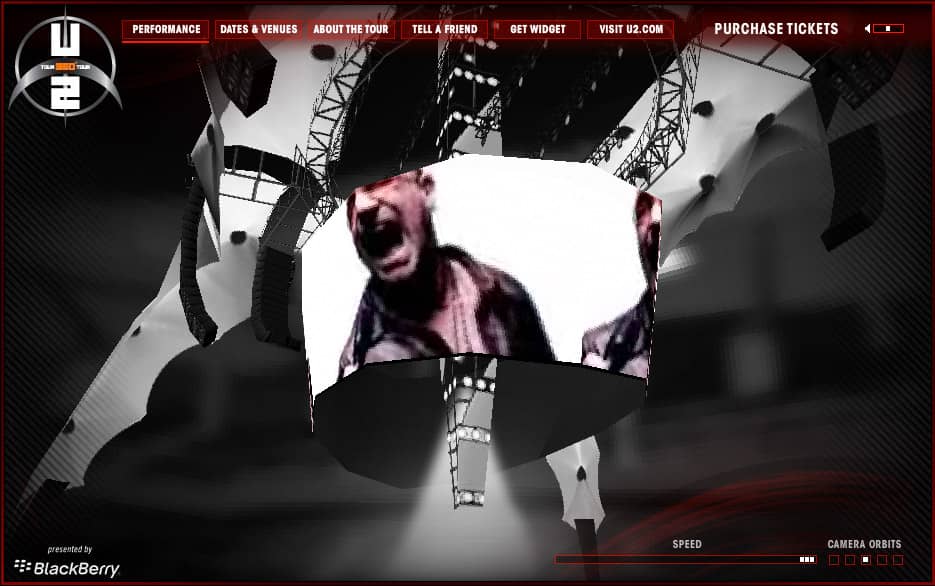 U
TOUR 360 TOUR
2
PERFORMANCE
DATES & VENUES
ABOUT THE TOUR
TELL A FRIEND
GET WIDGET
VISIT U2.COM
PURCHASE TICKETS
SPEED
CAMERA ORBITS
presented by
BlackBerry